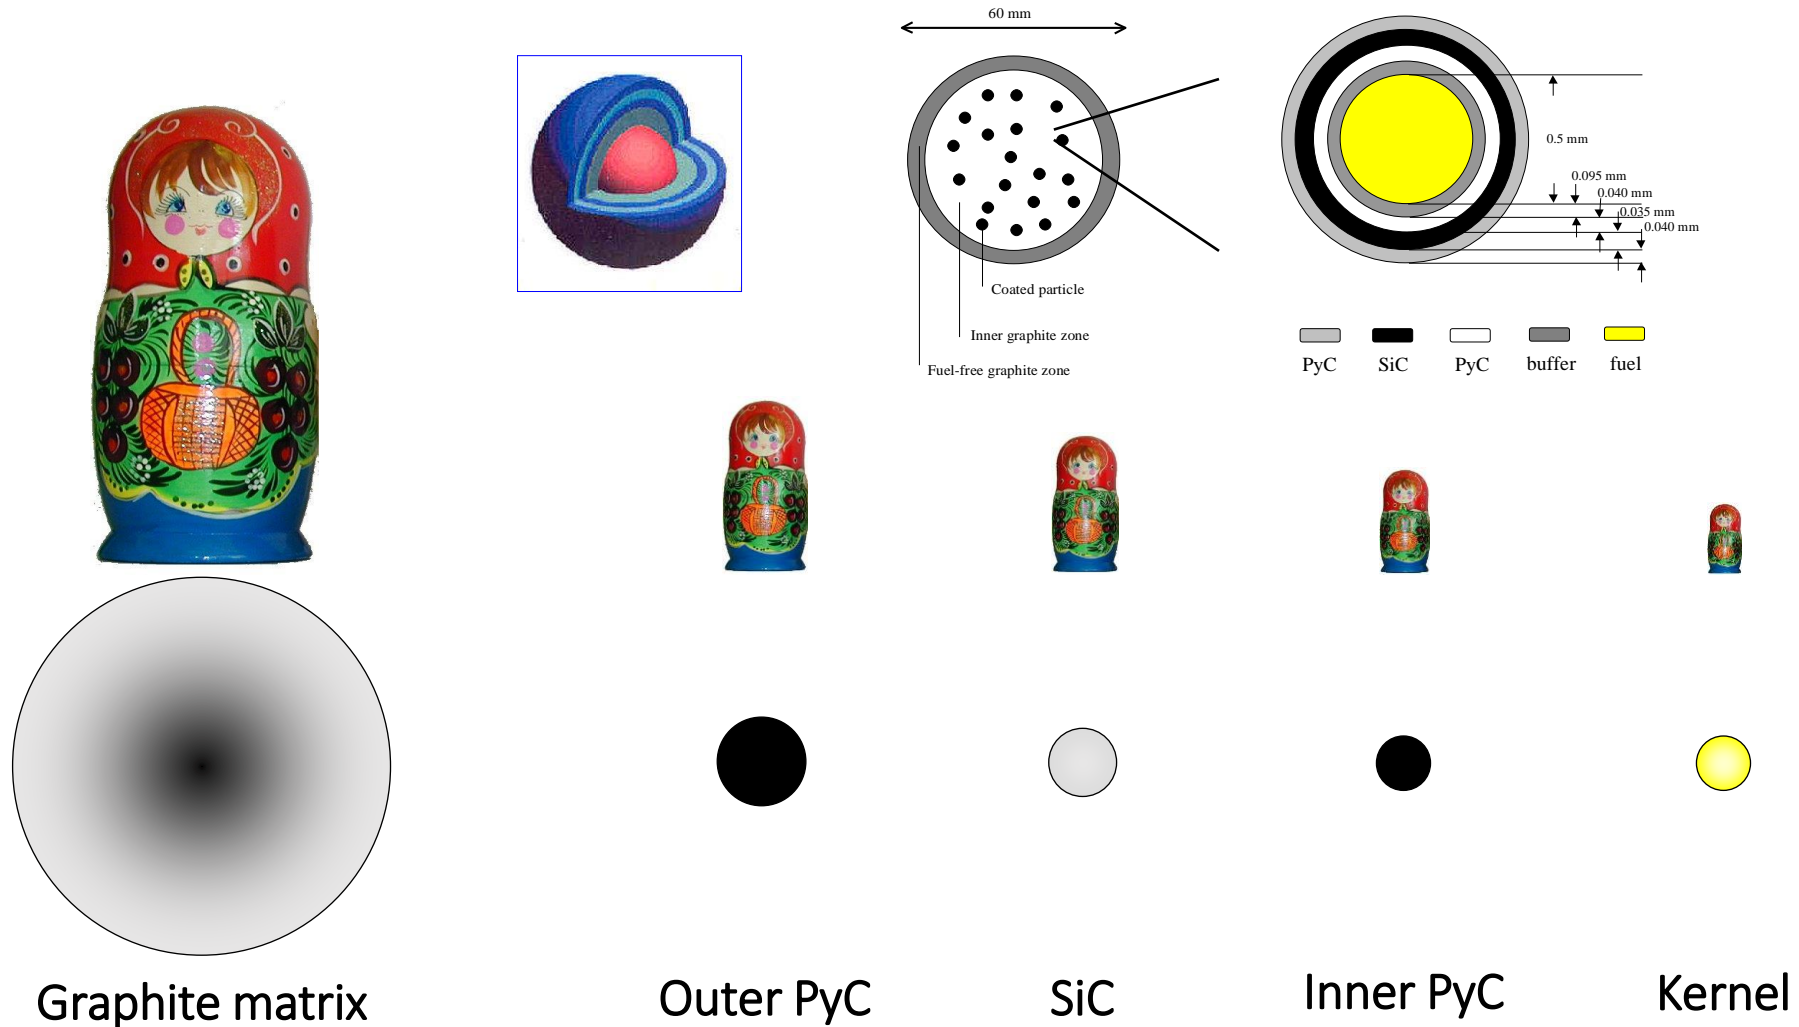 60 mm
0.5 mm
0.095 mm
0.040 mm
0.035 mm
0.040 mm
Coated particle
Inner graphite zone
Fuel-free graphite zone
PyC SiC PyC buffer fuel
Graphite matrix Outer PyC SiC Inner PyC Kernel